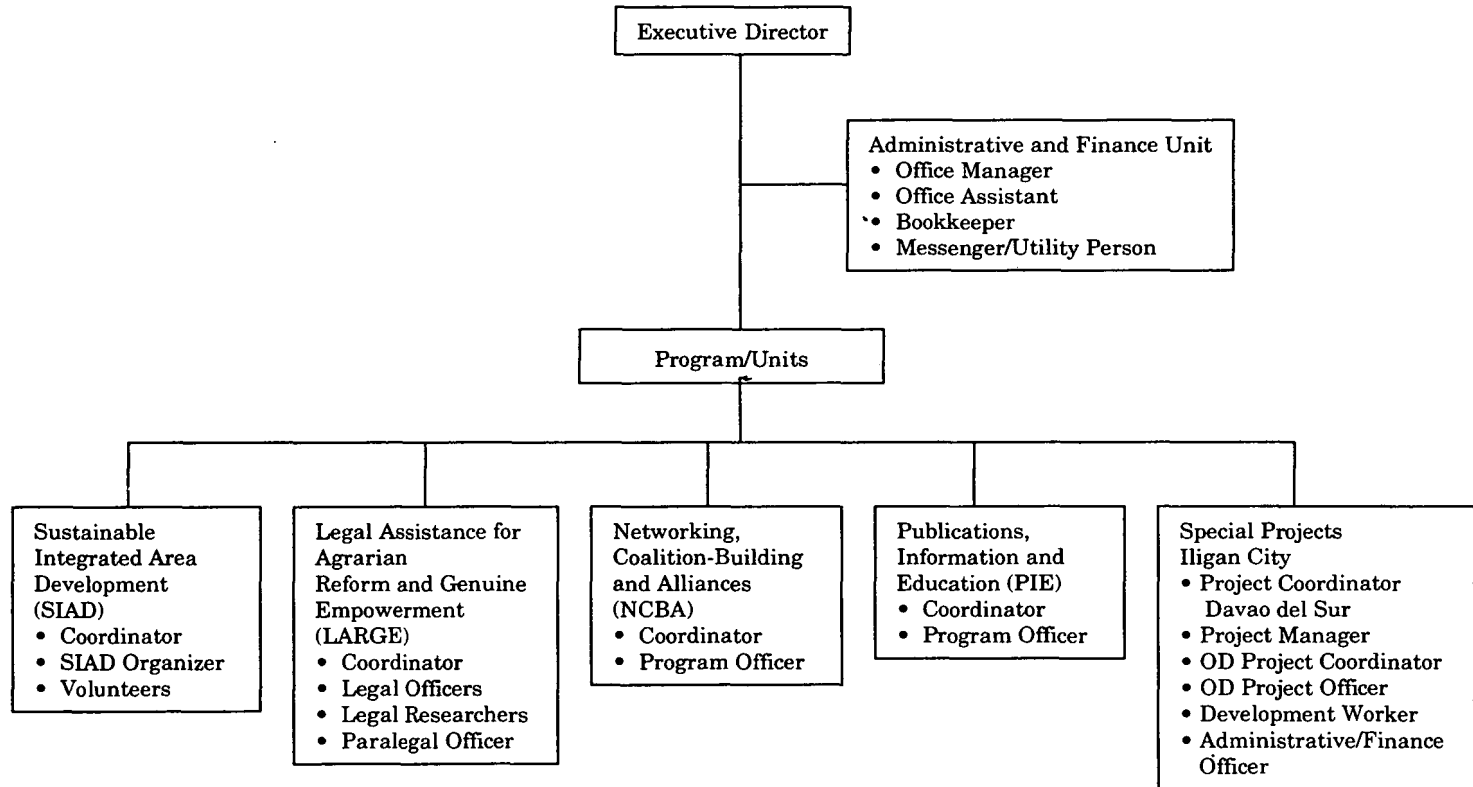 Executive Director
Administrative and Finance Unit
• Office Manager
• Office Assistant
• Bookkeeper
• Messenger/Utility Person
Program/Units
Sustainable
Integrated Area
Development
(SIAD)
• Coordinator
• SIAD Organizer
• Volunteers
Legal Assistance for
Agrarian
Reform and Genuine
Empowerment
(LARGE)
• Coordinator
• Legal Officers
• Legal Researchers
• Paralegal Officer
Networking,
Coalition-Building
and Alliances
(NCBA)
• Coordinator
• Program Officer
Publications,
Information and
Education (PIE)
• Coordinator
• Program Officer
Special Projects
Iligan City
• Project Coordinator
Davao del Sur
• Project Manager
• OD Project Coordinator
• OD Project Officer
• Development Worker
• Administrative/Finance
Officer